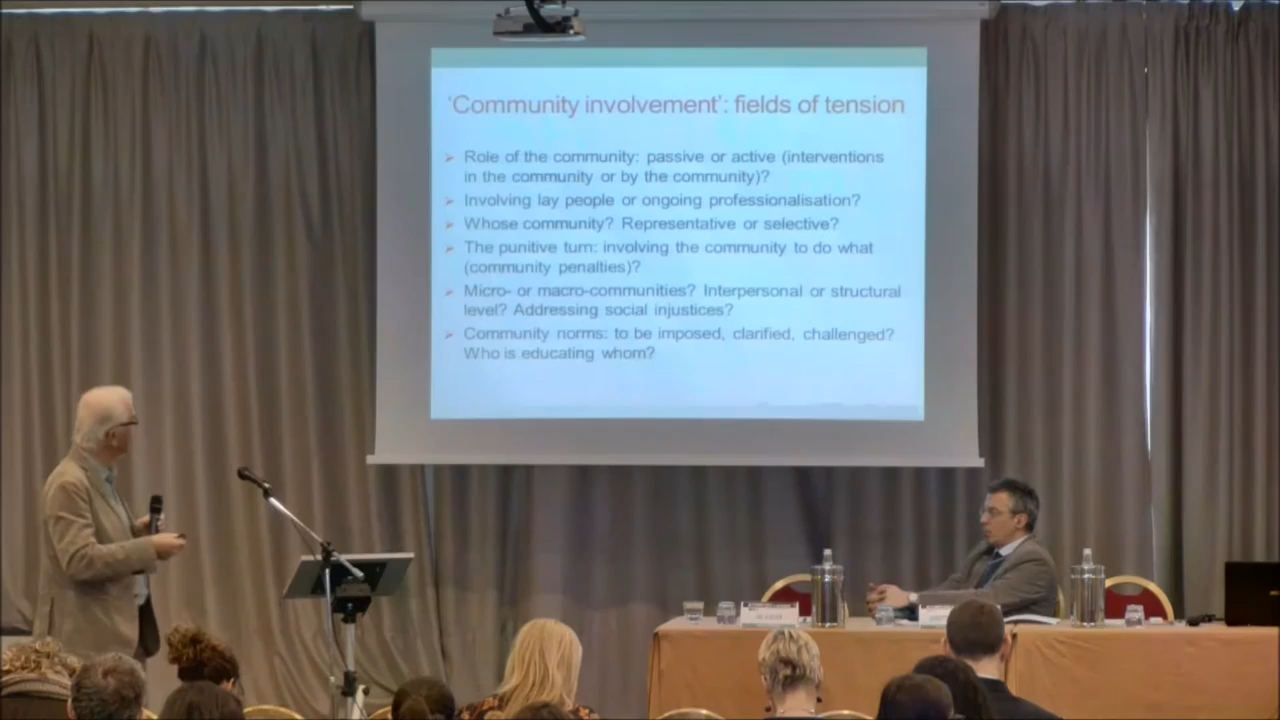 'Community involvement': fields of tension
➢ Role of the community: passive or active (interventions
in the community or by the community)?
➢ Involving lay people or ongoing professionalisation?
➢ Whose community? Representative or selective?
➢ The punitive turn: involving the community to do what
(community penalties)?
➢ Micro- or macro-communities? Interpersonal or structural
level? Addressing social injustices?
➢ Community norms: to be imposed, clarified, challenged?
Who is educating whom?